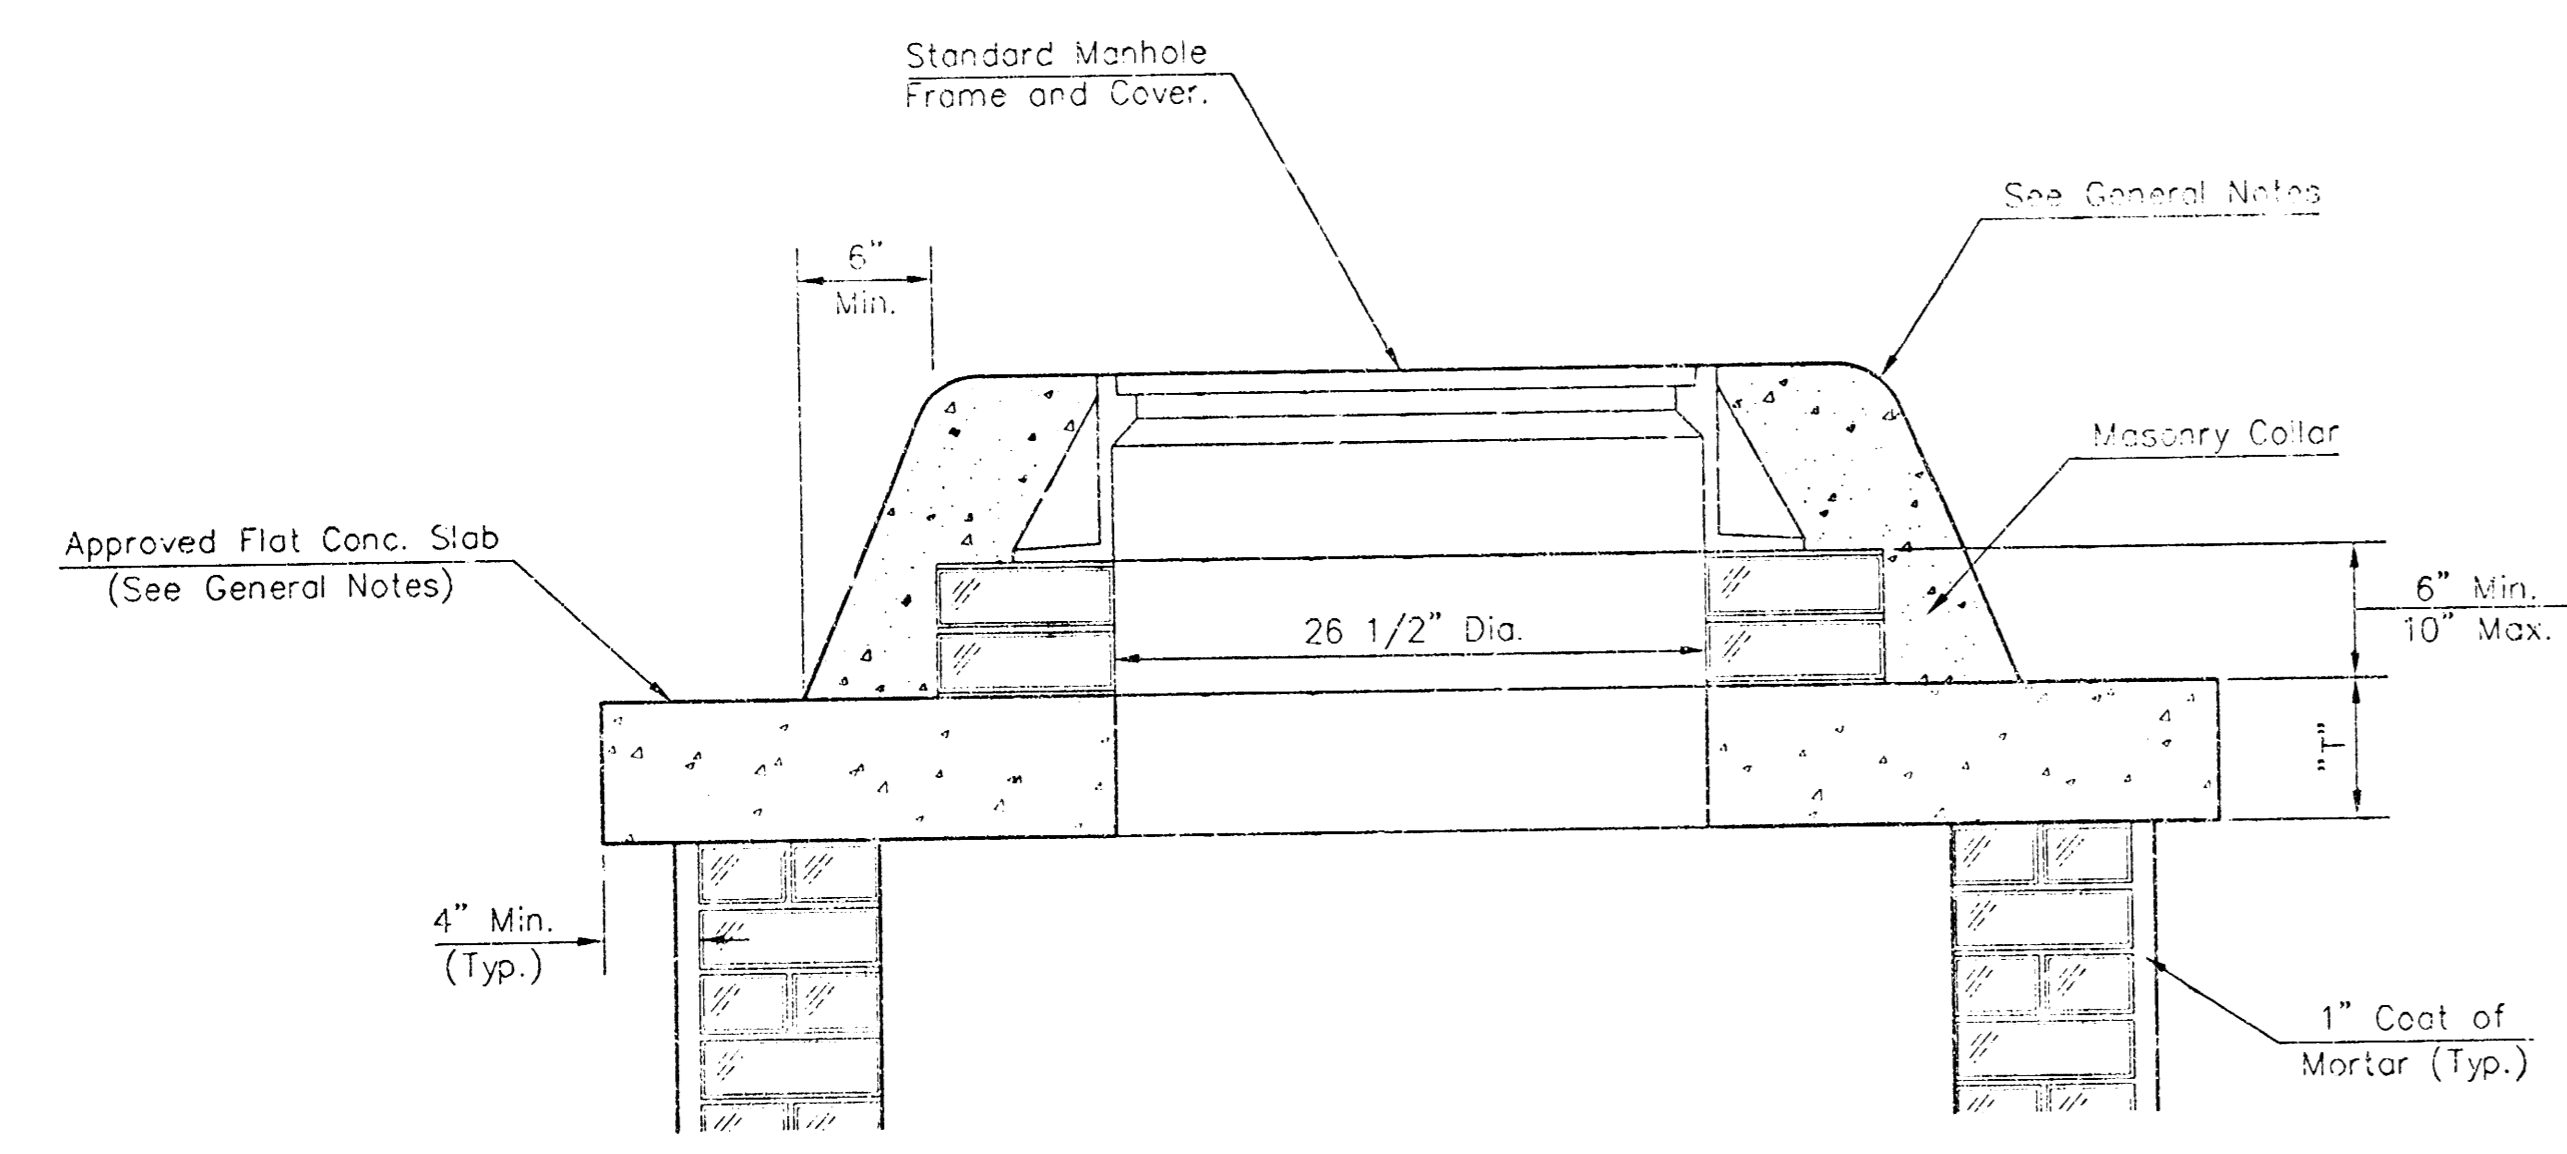 Standard Manhole
Frame and Cover.
See General Notes
6"
Min.
Masonry Collar
Approved Flat Conc. Slab
(See General Notes)
6" Min.
10" Max.
26 1/2" Dia.
"T"
4" Min.
(Typ.)
1" Coat of
Mortar (Typ.)